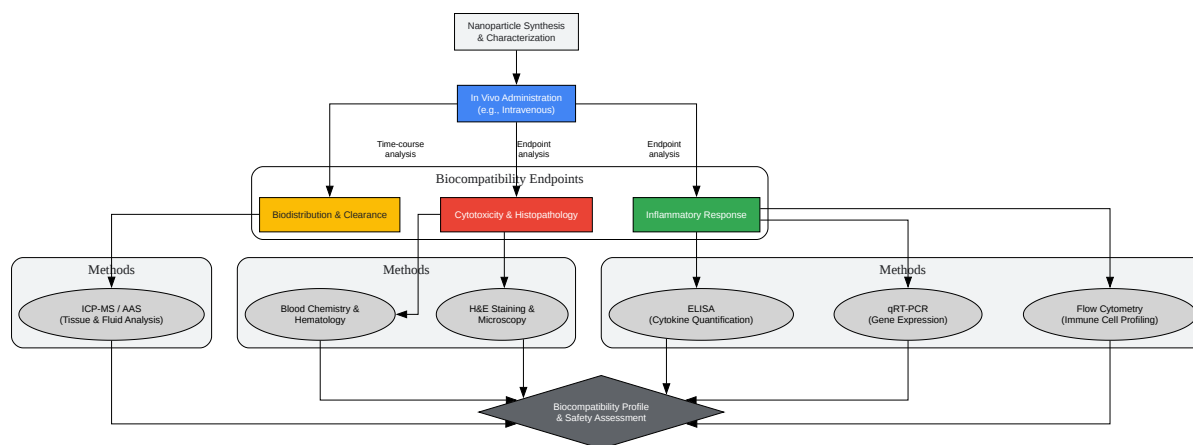 Nanoparticle Synthesis
& Characterization
In Vivo Administration
(e.g., Intravenous)
Time-course
analysis
Endpoint
analysis
Endpoint
analysis
Biocompatibility Endpoints
Biodistribution & Clearance
Cytotoxicity & Histopathology
Inflammatory Response
Methods
Methods
Methods
ICP-MS / AAS
(Tissue & Fluid Analysis)
Blood Chemistry &
Hematology
H&E Staining &
Microscopy
ELISA
(Cytokine Quantification)
qRT-PCR
(Gene Expression)
Flow Cytometry
(Immune Cell Profiling)
Biocompatibility Profile
& Safety Assessment